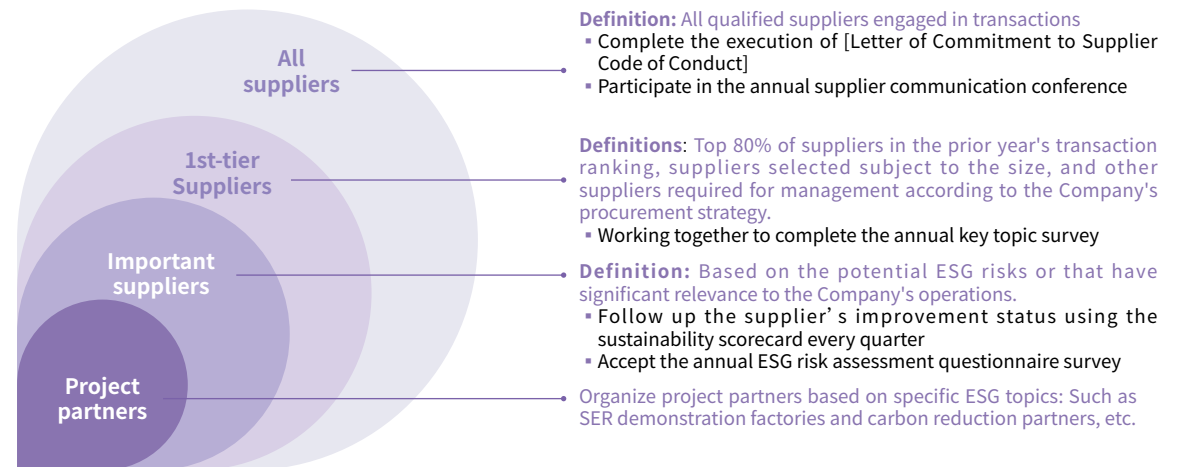 All
suppliers
Definition: All qualified suppliers engaged in transactions
▪ Complete the execution of [Letter of Commitment to Supplier
Code of Conduct]
▪ Participate in the annual supplier communication conference
1st-tier
Suppliers
Definitions: Top 80% of suppliers in the prior year's transaction
ranking, suppliers selected subject to the size, and other
suppliers required for management according to the Company's
procurement strategy.
▪ Working together to complete the annual key topic survey
Important
suppliers
Definition: Based on the potential ESG risks or that have
significant relevance to the Company's operations.
▪ Follow up the supplier’s improvement status using the
sustainability scorecard every quarter
▪ Accept the annual ESG risk assessment questionnaire survey
Project
partners
Organize project partners based on specific ESG topics: Such as
SER demonstration factories and carbon reduction partners, etc.